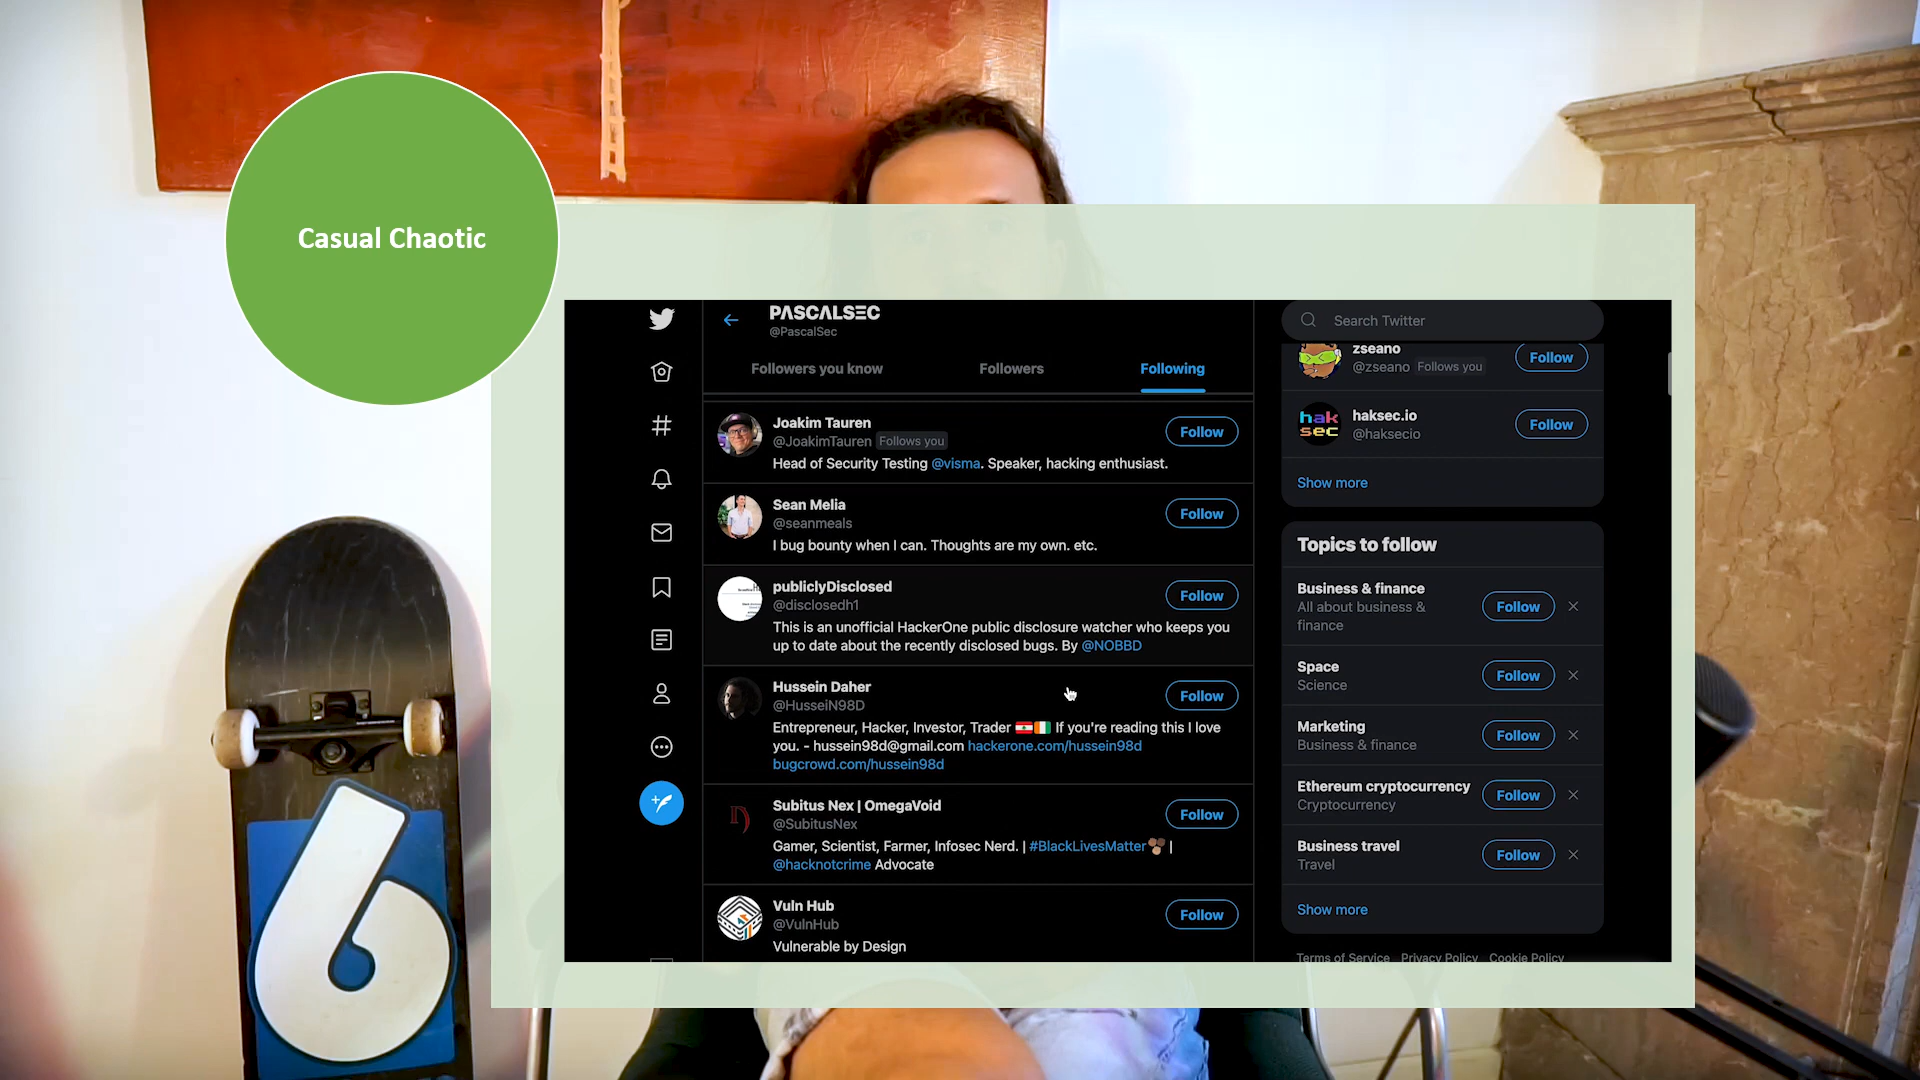 Casual Chaotic
PASCALSEC
@PascalSec
Followers you know
Followers
Following
Joakim Tauren
@JoakimTauren Follows you
Follow
Head of Security Testing @visma. Speaker, hacking enthusiast.
Sean Melia
@seanmeals
Follow
I bug bounty when I can. Thoughts are my own. etc.
publiclyDisclosed
@disclosedh1
Follow
This is an unofficial HackerOne public disclosure watcher who keeps you
up to date about the recently disclosed bugs. By @NOBBD
Hussein Daher
@HusseiN98D
Follow
Entrepreneur, Hacker, Investor, Trader 🇱🇧🇨🇮 If you're reading this I love
you. - hussein98d@gmail.com hackerone.com/hussein98d
bugcrowd.com/hussein98d
Subitus Nex | OmegaVoid
@SubitusNex
Follow
Gamer, Scientist, Farmer, Infosec Nerd. | #BlackLivesMatter |
@hacknotcrime Advocate
Vuln Hub
@VulnHub
Follow
Vulnerable by Design
Search Twitter
zseano
@zseano Follows you
Follow
hak
sec
haksec.io
@haksecio
Follow
Show more
Topics to follow
Business & finance
All about business &
finance
Follow
Space
Science
Follow
Marketing
Business & finance
Follow
Ethereum cryptocurrency
Cryptocurrency
Follow
Business travel
Travel
Follow
Show more
Terms of Service Privacy Policy Cookie Policy
6